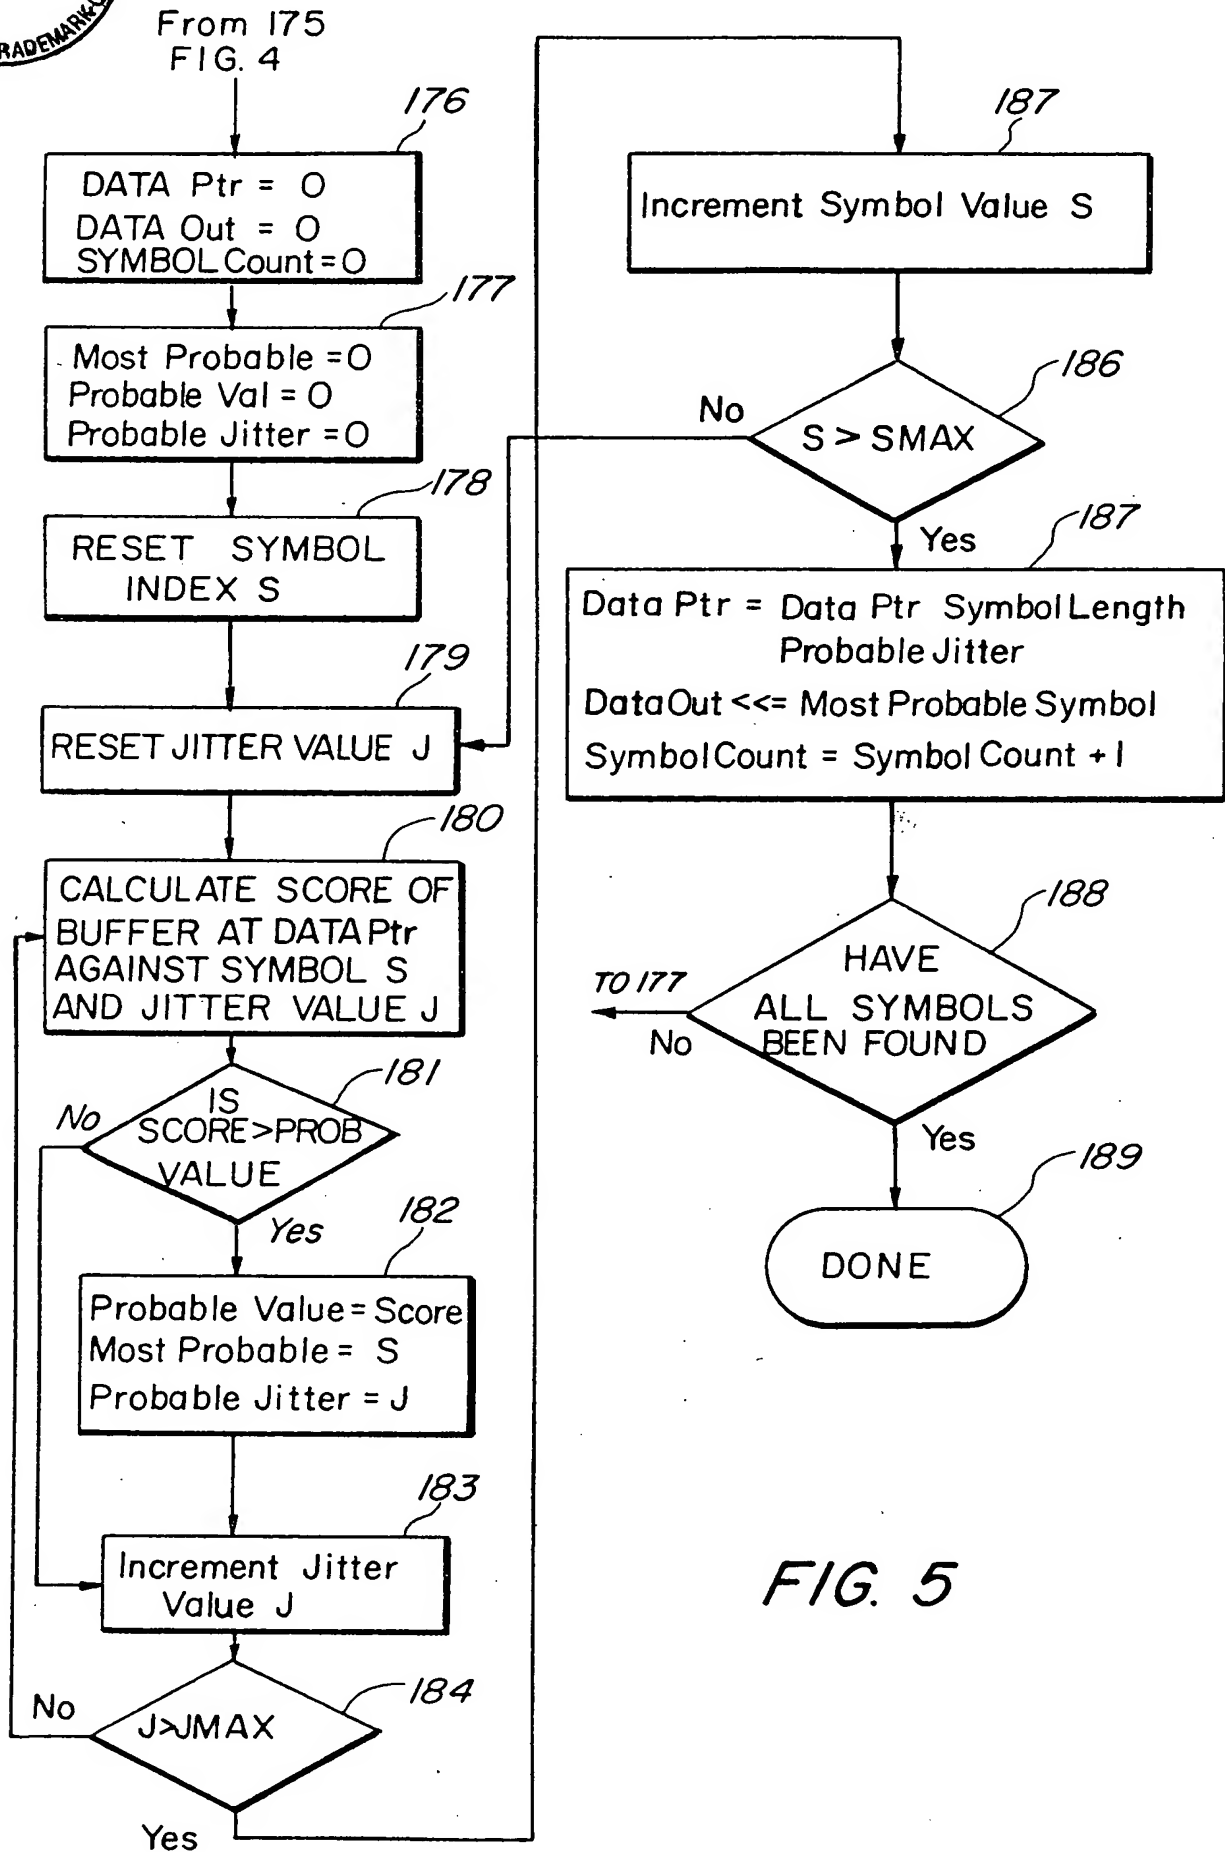 RADEMARK
From 175
FIG. 4
176
DATA Ptr = 0
DATA Out = 0
SYMBOL Count = 0
177
Most Probable = 0
Probable Val = 0
Probable Jitter = 0
178
RESET SYMBOL
INDEX S
179
RESET JITTER VALUE J
180
CALCULATE SCORE OF
BUFFER AT DATA Ptr
AGAINST SYMBOL S
AND JITTER VALUE J
181
IS
SCORE>PROB
VALUE
No
Yes
182
Probable Value = Score
Most Probable = S
Probable Jitter = J
183
Increment Jitter
Value J
184
J>JMAX
No
Yes
187
Increment Symbol Value S
186
S > SMAX
No
Yes
187
Data Ptr = Data Ptr Symbol Length
Probable Jitter
Data Out <<= Most Probable Symbol
Symbol Count = Symbol Count + 1
188
HAVE
ALL SYMBOLS
BEEN FOUND
TO 177
No
Yes
189
DONE
FIG. 5